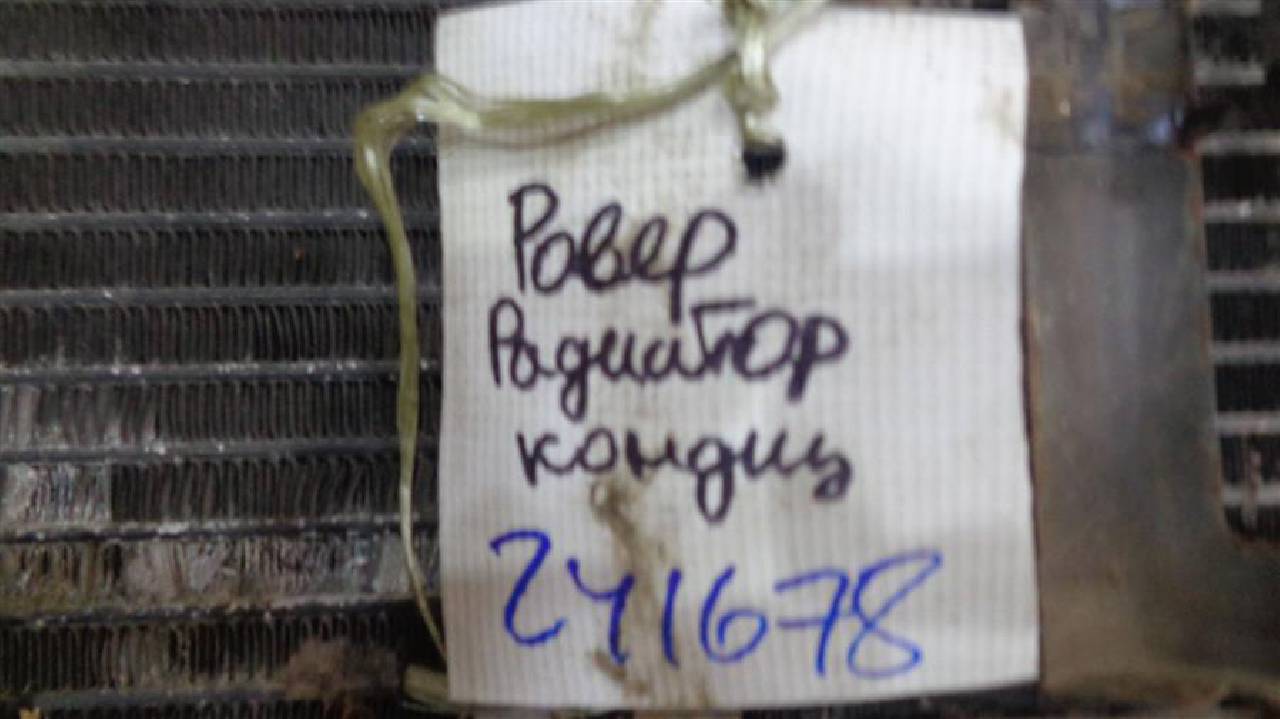 Ровер
Радиатор
кондиц
241678